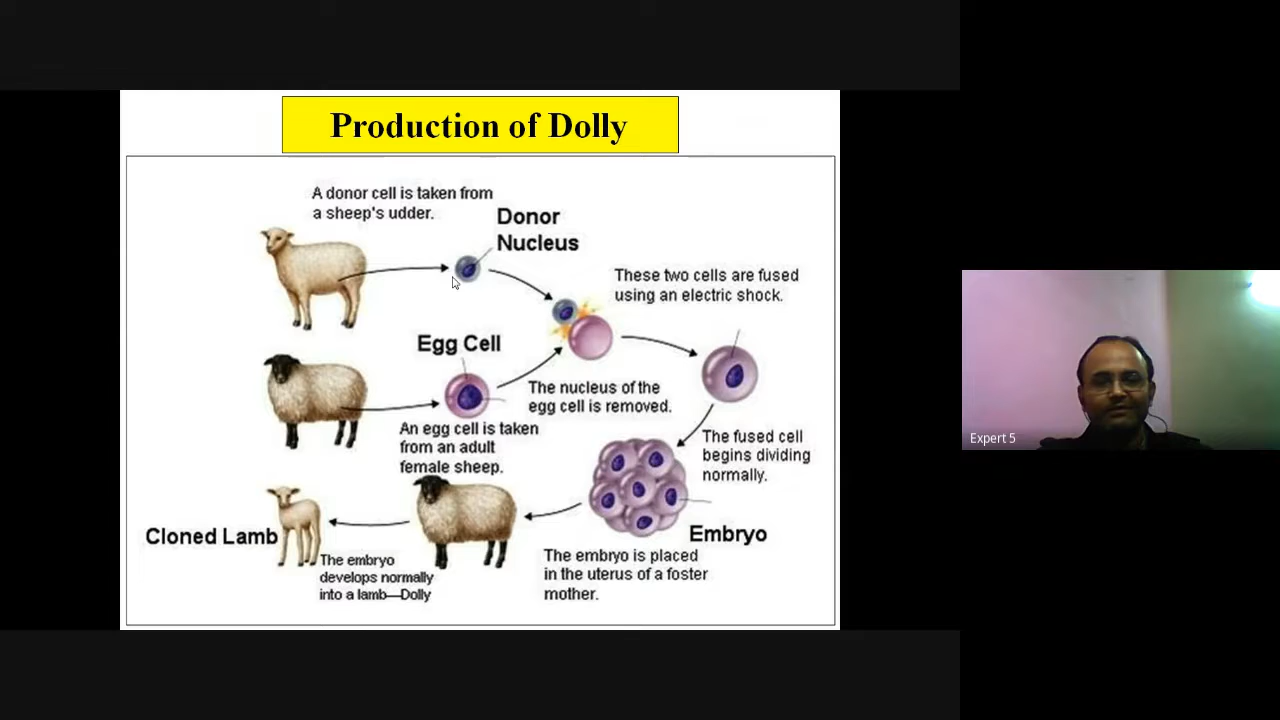 Production of Dolly
A donor cell is taken from
a sheep's udder.
Donor
Nucleus
These two cells are fused
using an electric shock.
Egg Cell
The nucleus of the
egg cell is removed.
An egg cell is taken
from an adult
female sheep.
The fused cell
begins dividing
normally.
Embryo
The embryo is placed
in the uterus of a foster
mother.
Cloned Lamb
The embryo
develops normally
into a lamb—Dolly
Expert 5